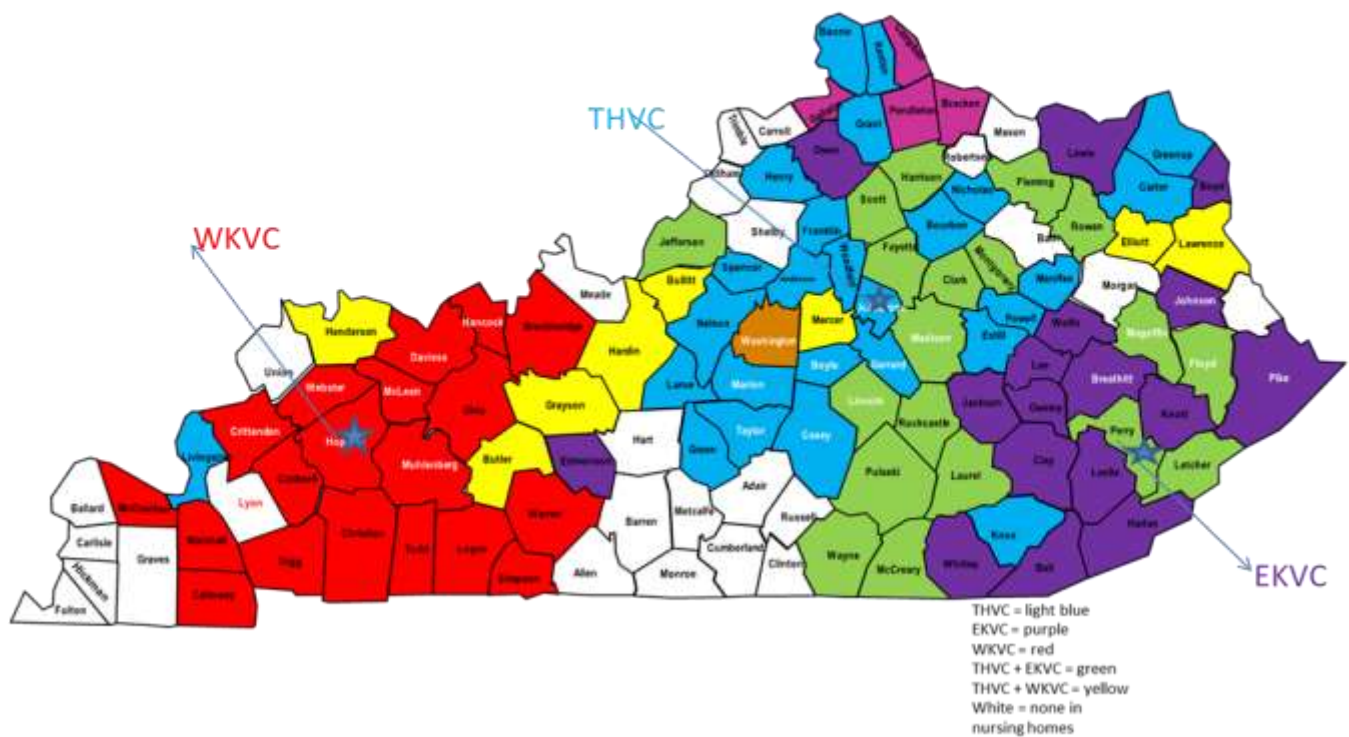 THVC
WKVC
EKVC
Boone
Kenton
Grant
Pendleton
Bracken
Mason
Carroll
Trimble
Owen
Lewis
Greenup
Robertson
Henry
Harrison
Nicholas
Fleming
Carter
Boyd
Scott
Oldham
Rowan
Shelby
Franklin
Bourbon
Bath
Elliott
Lawrence
Jefferson
Fayette
Woodford
Montgomery
Clark
Spencer
Bullitt
Menifee
Morgan
Johnson
Meade
Powell
Wolfe
Magoffin
Mercer
Nelson
Washington
Madison
Estill
Floyd
Pike
Henderson
Hancock
Breckinridge
Hardin
Boyle
Garrard
Lee
Breathitt
Daviess
Union
Webster
McLean
Larue
Marion
Lincoln
Jackson
Owsley
Knott
Grayson
Ohio
Taylor
Casey
Rockcastle
Perry
Crittenden
Hop
Muhlenberg
Butler
Hart
Green
Clay
Leslie
Letcher
Pulaski
Laurel
Livingston
Caldwell
Edmonson
Adair
Lyon
Warren
Barren
Metcalfe
Russell
Ballard
McCracken
Harlan
Knox
Carlisle
Graves
Marshall
Trigg
Christian
Todd
Logan
Simpson
Allen
Monroe
Cumberland
Clinton
Wayne
McCreary
Whitley
Bell
Hickman
Fulton
Calloway
THVC = light blue
EKVC = purple
WKVC = red
THVC + EKVC = green
THVC + WKVC = yellow
White = none in
nursing homes